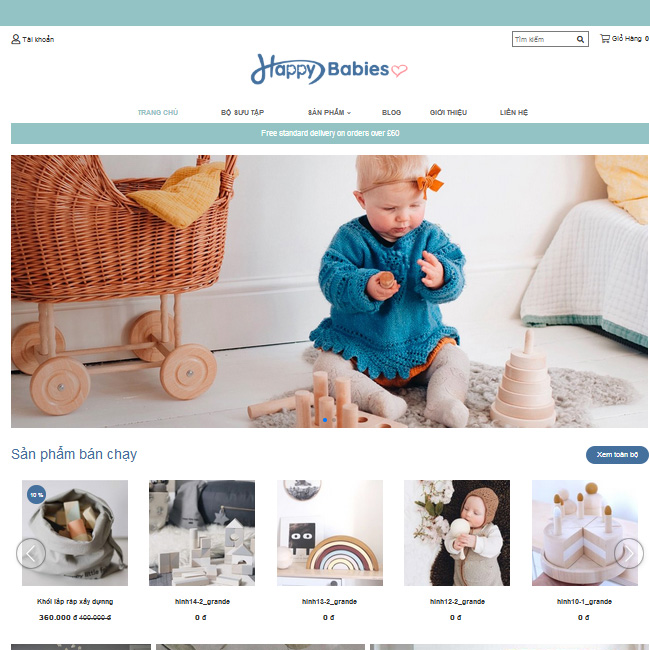 Tài khoản
Tìm kiếm
Giỏ Hàng 0
Happy Babies
TRANG CHỦ
BỘ SƯU TẬP
SẢN PHẨM
BLOG
GIỚI THIỆU
LIÊN HỆ
Free standard delivery on orders over £60
Sản phẩm bán chạy
Xem toàn bộ
10 %
Khối lắp ráp xây dựnng
hinh14-2_grande
hinh13-2_grande
hinh12-2_grande
hinh10-1_grande
360.000 đ 400.000 đ
0 đ
0 đ
0 đ
0 đ